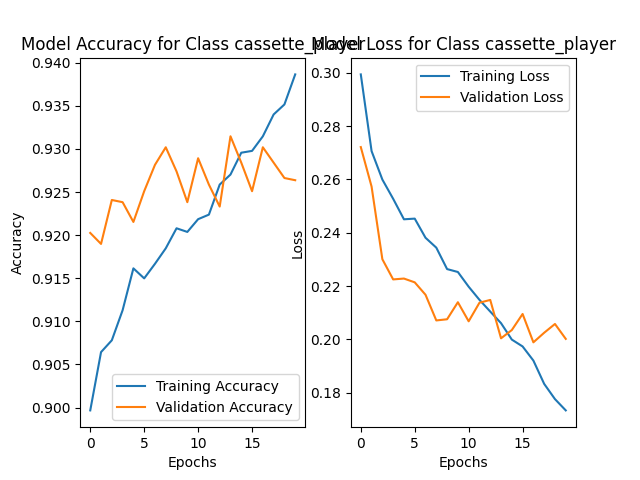 Model Accuracy for Class cassette_player
Model Loss for Class cassette_player
0.940
0.935
0.930
0.925
0.920
0.915
0.910
0.905
0.900
Accuracy
Training Accuracy
Validation Accuracy
0 5 10 15
Epochs
0.30
0.28
0.26
0.24
0.22
0.20
0.18
Loss
Training Loss
Validation Loss
0 5 10 15
Epochs